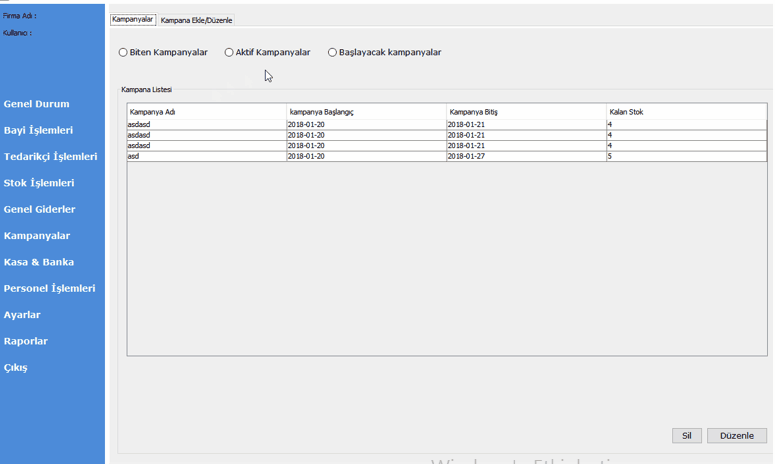 Firma Adı :
Kullanıcı :
Genel Durum
Bayi İşlemleri
Tedarikçi İşlemleri
Stok İşlemleri
Genel Giderler
Kampanyalar
Kasa & Banka
Personel İşlemleri
Ayarlar
Raporlar
Çıkış
Kampanyalar Kampana Ekle/Düzenle
Biten Kampanyalar Aktif Kampanyalar Başlayacak kampanyalar
Kampana Listesi
Kampanya Adı kampanya Başlangıç Kampanya Bitiş Kalan Stok
asdasd 2018-01-20 2018-01-21 4
asdasd 2018-01-20 2018-01-21 4
asdasd 2018-01-20 2018-01-21 4
asd 2018-01-20 2018-01-27 5
Sil Düzenle